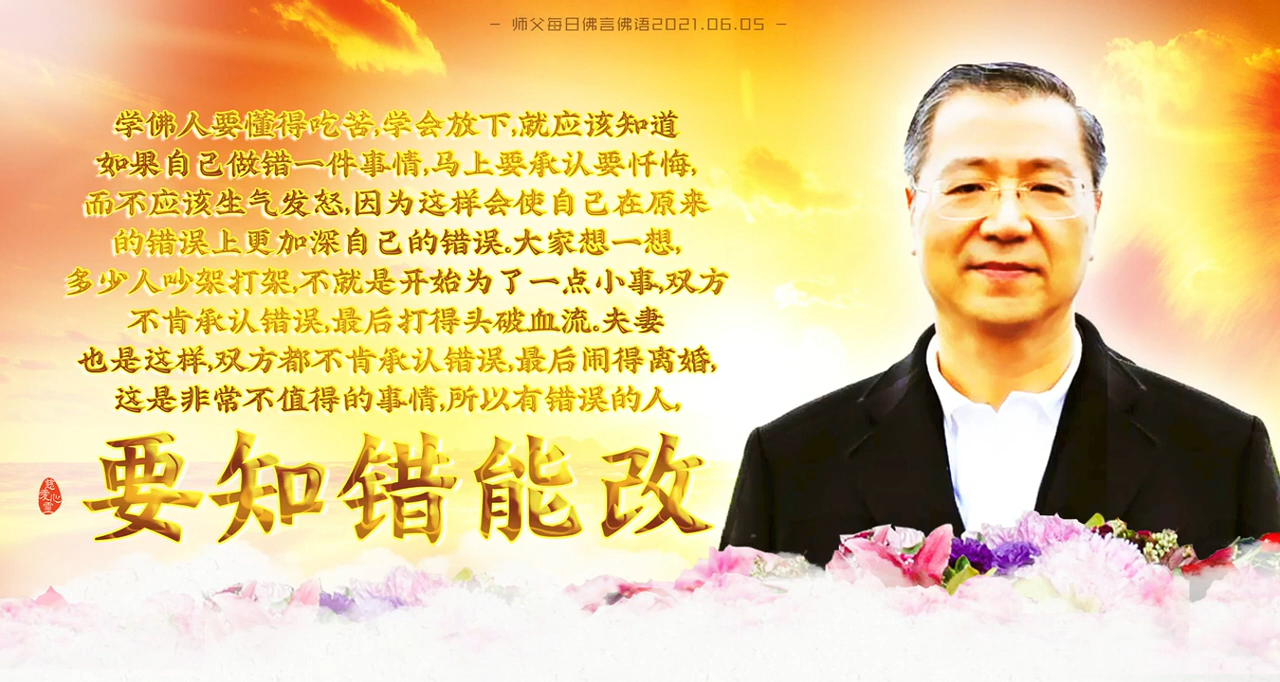 — 师父每日佛言佛语2021.06.05 —
学佛人要懂得吃苦,学会放下,就应该知道
如果自己做错一件事情,马上要承认要忏悔,
而不应该生气发怒,因为这样会使自己在原来
的错误上更加深自己的错误。大家想一想,
多少人吵架打架,不就是开始为了一点小事,双方
不肯承认错误,最后打得头破血流。夫妻
也是这样,双方都不肯承认错误,最后闹得离婚,
这是非常不值得的事情,所以有错误的人,
要知错能改